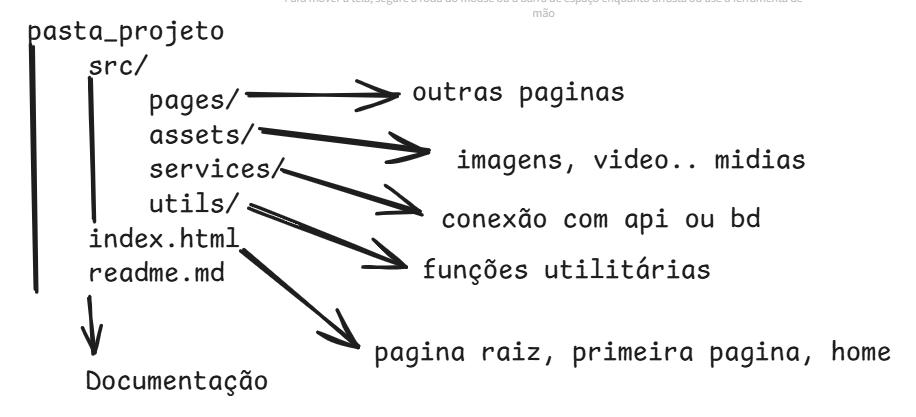 Para mover a tela, segure a roda do mouse ou a barra de espaço enquanto arrasta ou use a ferramenta de
mão
pasta_projeto
src/
pages/
outras paginas
assets/
imagens, video.. midias
services/
conexão com api ou bd
utils/
funções utilitárias
index.html
pagina raiz, primeira pagina, home
readme.md
Documentação